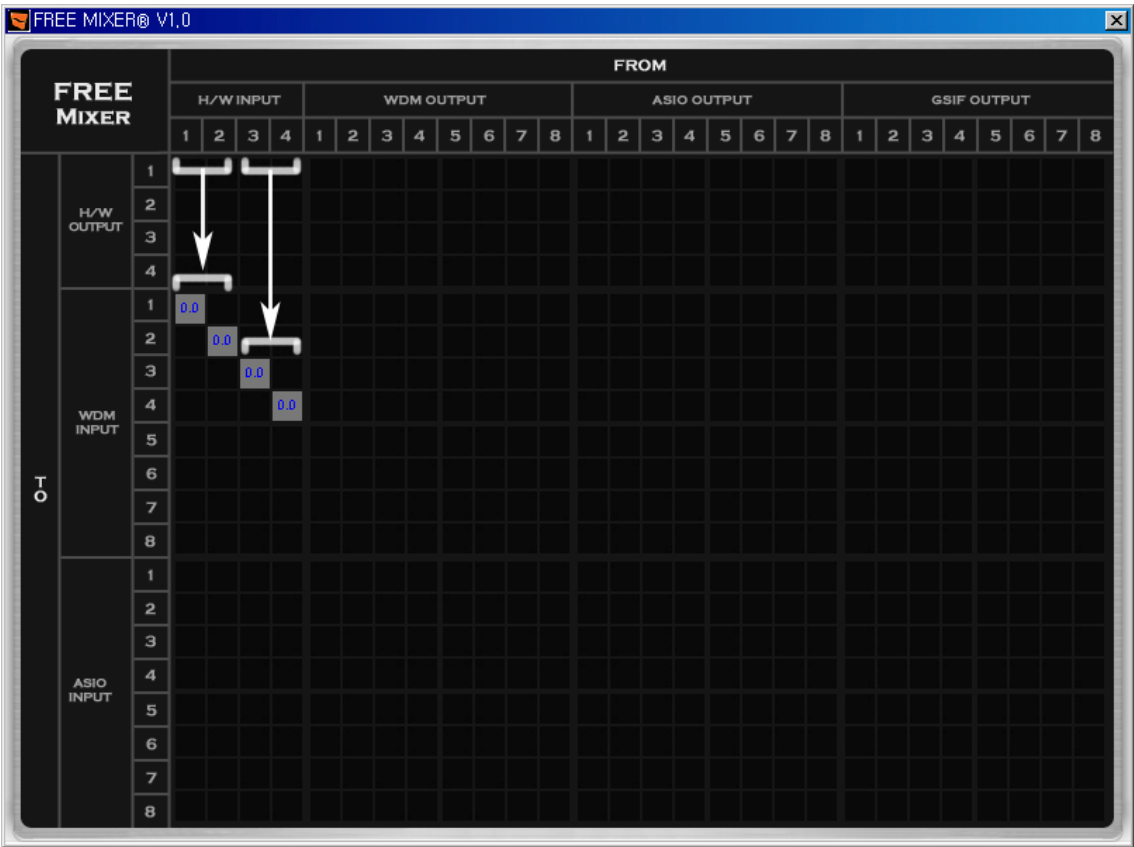 FREE MIXER® V1.0
FROM
FREE
MIXER
H/W INPUT WDM OUTPUT ASIO OUTPUT GSIF OUTPUT
1 2 3 4 1 2 3 4 5 6 7 8 1 2 3 4 5 6 7 8 1 2 3 4 5 6 7 8
TO
H/W
OUTPUT
1
2
3
4
WDM
INPUT
1 0.0
2 0.0
3 0.0
4 0.0
5
6
7
8
ASIO
INPUT
1
2
3
4
5
6
7
8